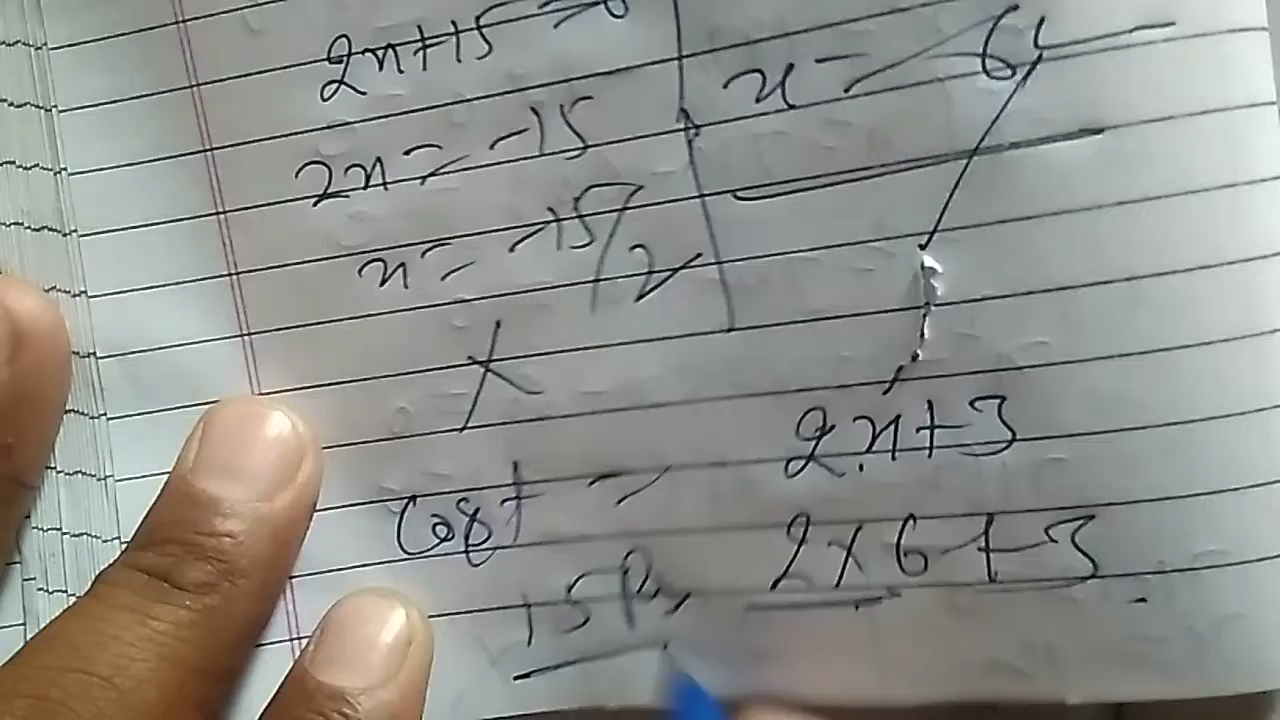 2x+15=0
2x = -15
x = -15/2
x = 6
2x+3
Cost =
2×6+3
15 Rs